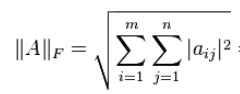 ‖A‖_F = √(∑_{i=1}^{m} ∑_{j=1}^{n} |a_{ij}|²) =